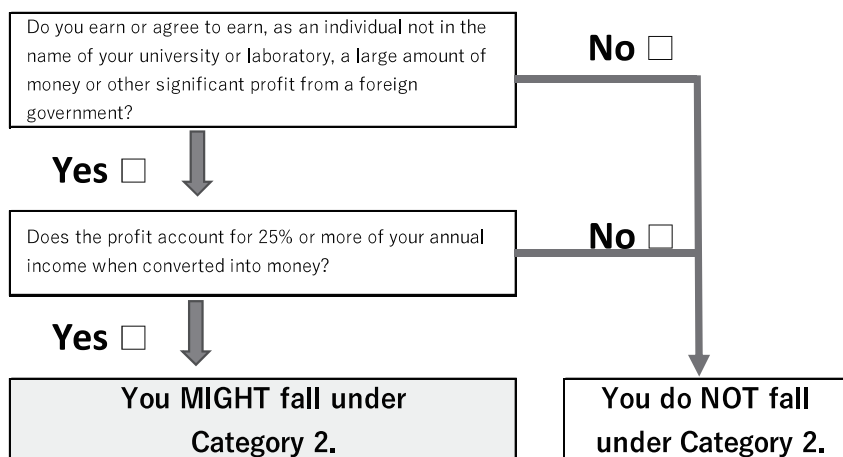 Do you earn or agree to earn, as an individual not in the
name of your university or laboratory, a large amount of
money or other significant profit from a foreign
government?
No □
Yes □
Does the profit account for 25% or more of your annual
income when converted into money?
No □
Yes □
You MIGHT fall under
Category 2.
You do NOT fall
under Category 2.